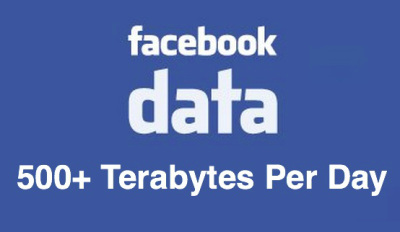 facebook
data
500+ Terabytes Per Day